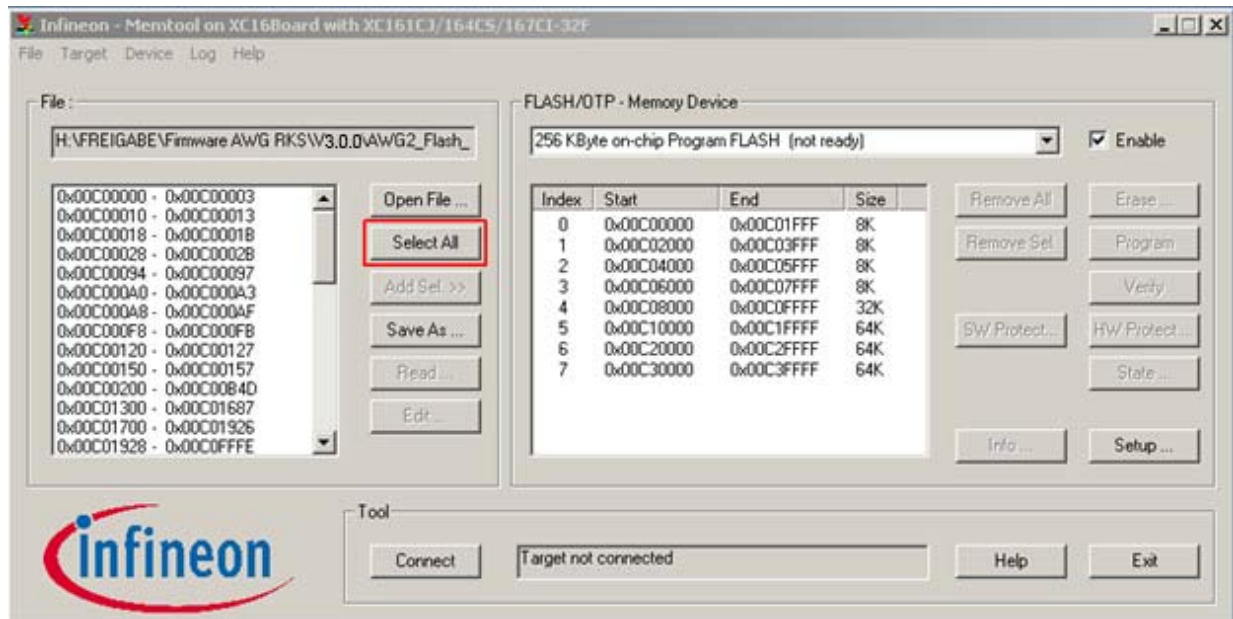 Infineon - Memtool on XC16Board with XC161CJ/164CS/167CI-32F
File Target Device Log Help
File :
H:\FREIGABE\Firmware AWG RKS\V3.0.0\AWG2_Flash_
0x00C00000 - 0x00C00003
0x00C00010 - 0x00C00013
0x00C00018 - 0x00C0001B
0x00C00028 - 0x00C0002B
0x00C00094 - 0x00C00097
0x00C000A0 - 0x00C000A3
0x00C000A8 - 0x00C000AF
0x00C000F8 - 0x00C000FB
0x00C00120 - 0x00C00127
0x00C00150 - 0x00C00157
0x00C00200 - 0x00C00B4D
0x00C01300 - 0x00C01687
0x00C01700 - 0x00C01926
0x00C01928 - 0x00C0FFFE
Open File ...
Select All
Add Sel. >>
Save As ...
Read ...
Edit ...
FLASH/OTP - Memory Device
256 KByte on-chip Program FLASH (not ready)
Enable
Index Start End Size
0 0x00C00000 0x00C01FFF 8K
1 0x00C02000 0x00C03FFF 8K
2 0x00C04000 0x00C05FFF 8K
3 0x00C06000 0x00C07FFF 8K
4 0x00C08000 0x00C0FFFF 32K
5 0x00C10000 0x00C1FFFF 64K
6 0x00C20000 0x00C2FFFF 64K
7 0x00C30000 0x00C3FFFF 64K
Remove All
Remove Sel.
SW Protect...
Info ...
Erase ...
Program
Verify
HW Protect...
State ...
Setup ...
infineon
Tool
Connect
Target not connected
Help
Exit